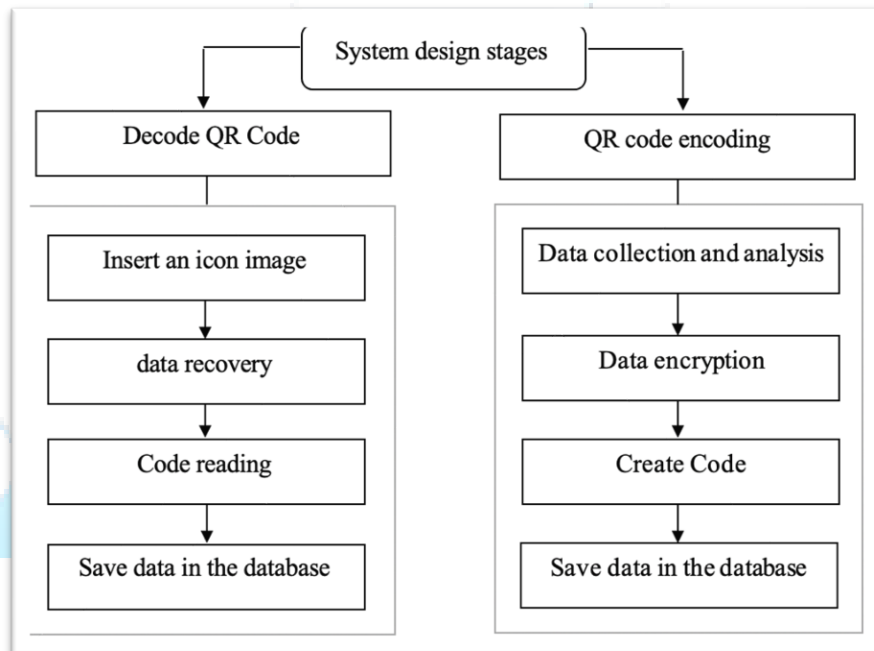 System design stages
Decode QR Code
Insert an icon image
data recovery
Code reading
Save data in the database
QR code encoding
Data collection and analysis
Data encryption
Create Code
Save data in the database